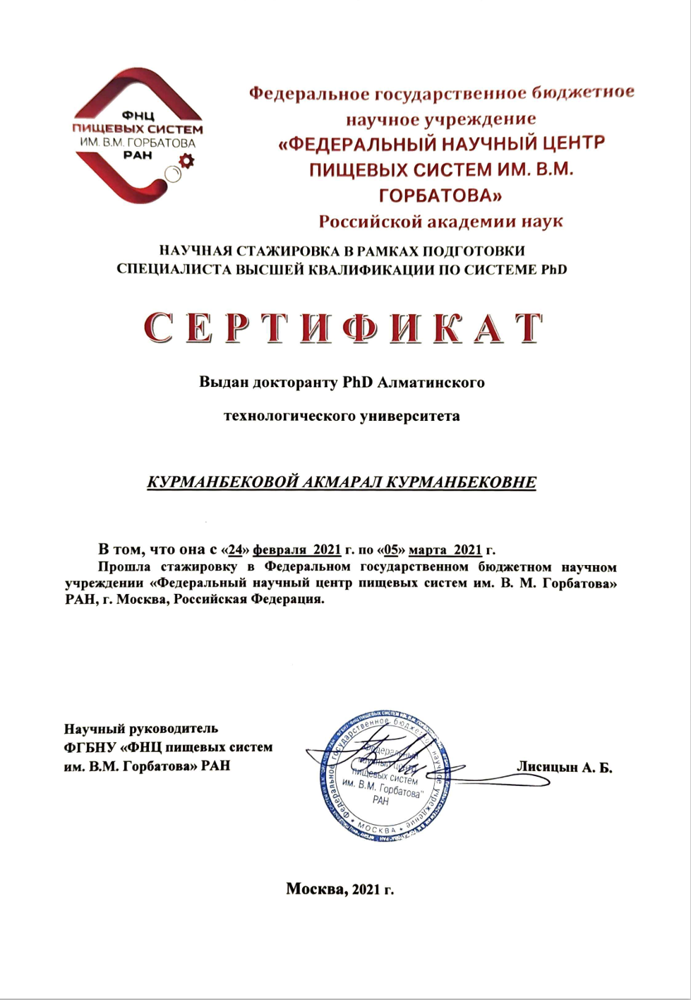 ФНЦ
ПИЩЕВЫХ СИСТЕМ
ИМ. В.М. ГОРБАТОВА
РАН
Федеральное государственное бюджетное
научное учреждение
«ФЕДЕРАЛЬНЫЙ НАУЧНЫЙ ЦЕНТР
ПИЩЕВЫХ СИСТЕМ ИМ. В.М.
ГОРБАТОВА»
Российской академии наук
НАУЧНАЯ СТАЖИРОВКА В РАМКАХ ПОДГОТОВКИ
СПЕЦИАЛИСТА ВЫСШЕЙ КВАЛИФИКАЦИИ ПО СИСТЕМЕ PhD
СЕРТИФИКАТ
Выдан докторанту PhD Алматинского
технологического университета
КУРМАНБЕКОВОЙ АКМАРАЛ КУРМАНБЕКОВНЕ
В том, что она с «24» февраля 2021 г. по «05» марта 2021 г.
Прошла стажировку в Федеральном государственном бюджетном научном
учреждении «Федеральный научный центр пищевых систем им. В. М. Горбатова»
РАН, г. Москва, Российская Федерация.
Научный руководитель
ФГБНУ «ФНЦ пищевых систем
им. В.М. Горбатова» РАН
Федеральное государственное бюджетное научное учреждение * МОСКВА *
"Федеральный
научный центр
пищевых систем
им. В.М. Горбатова"
РАН
Лисицын А. Б.
Москва, 2021 г.